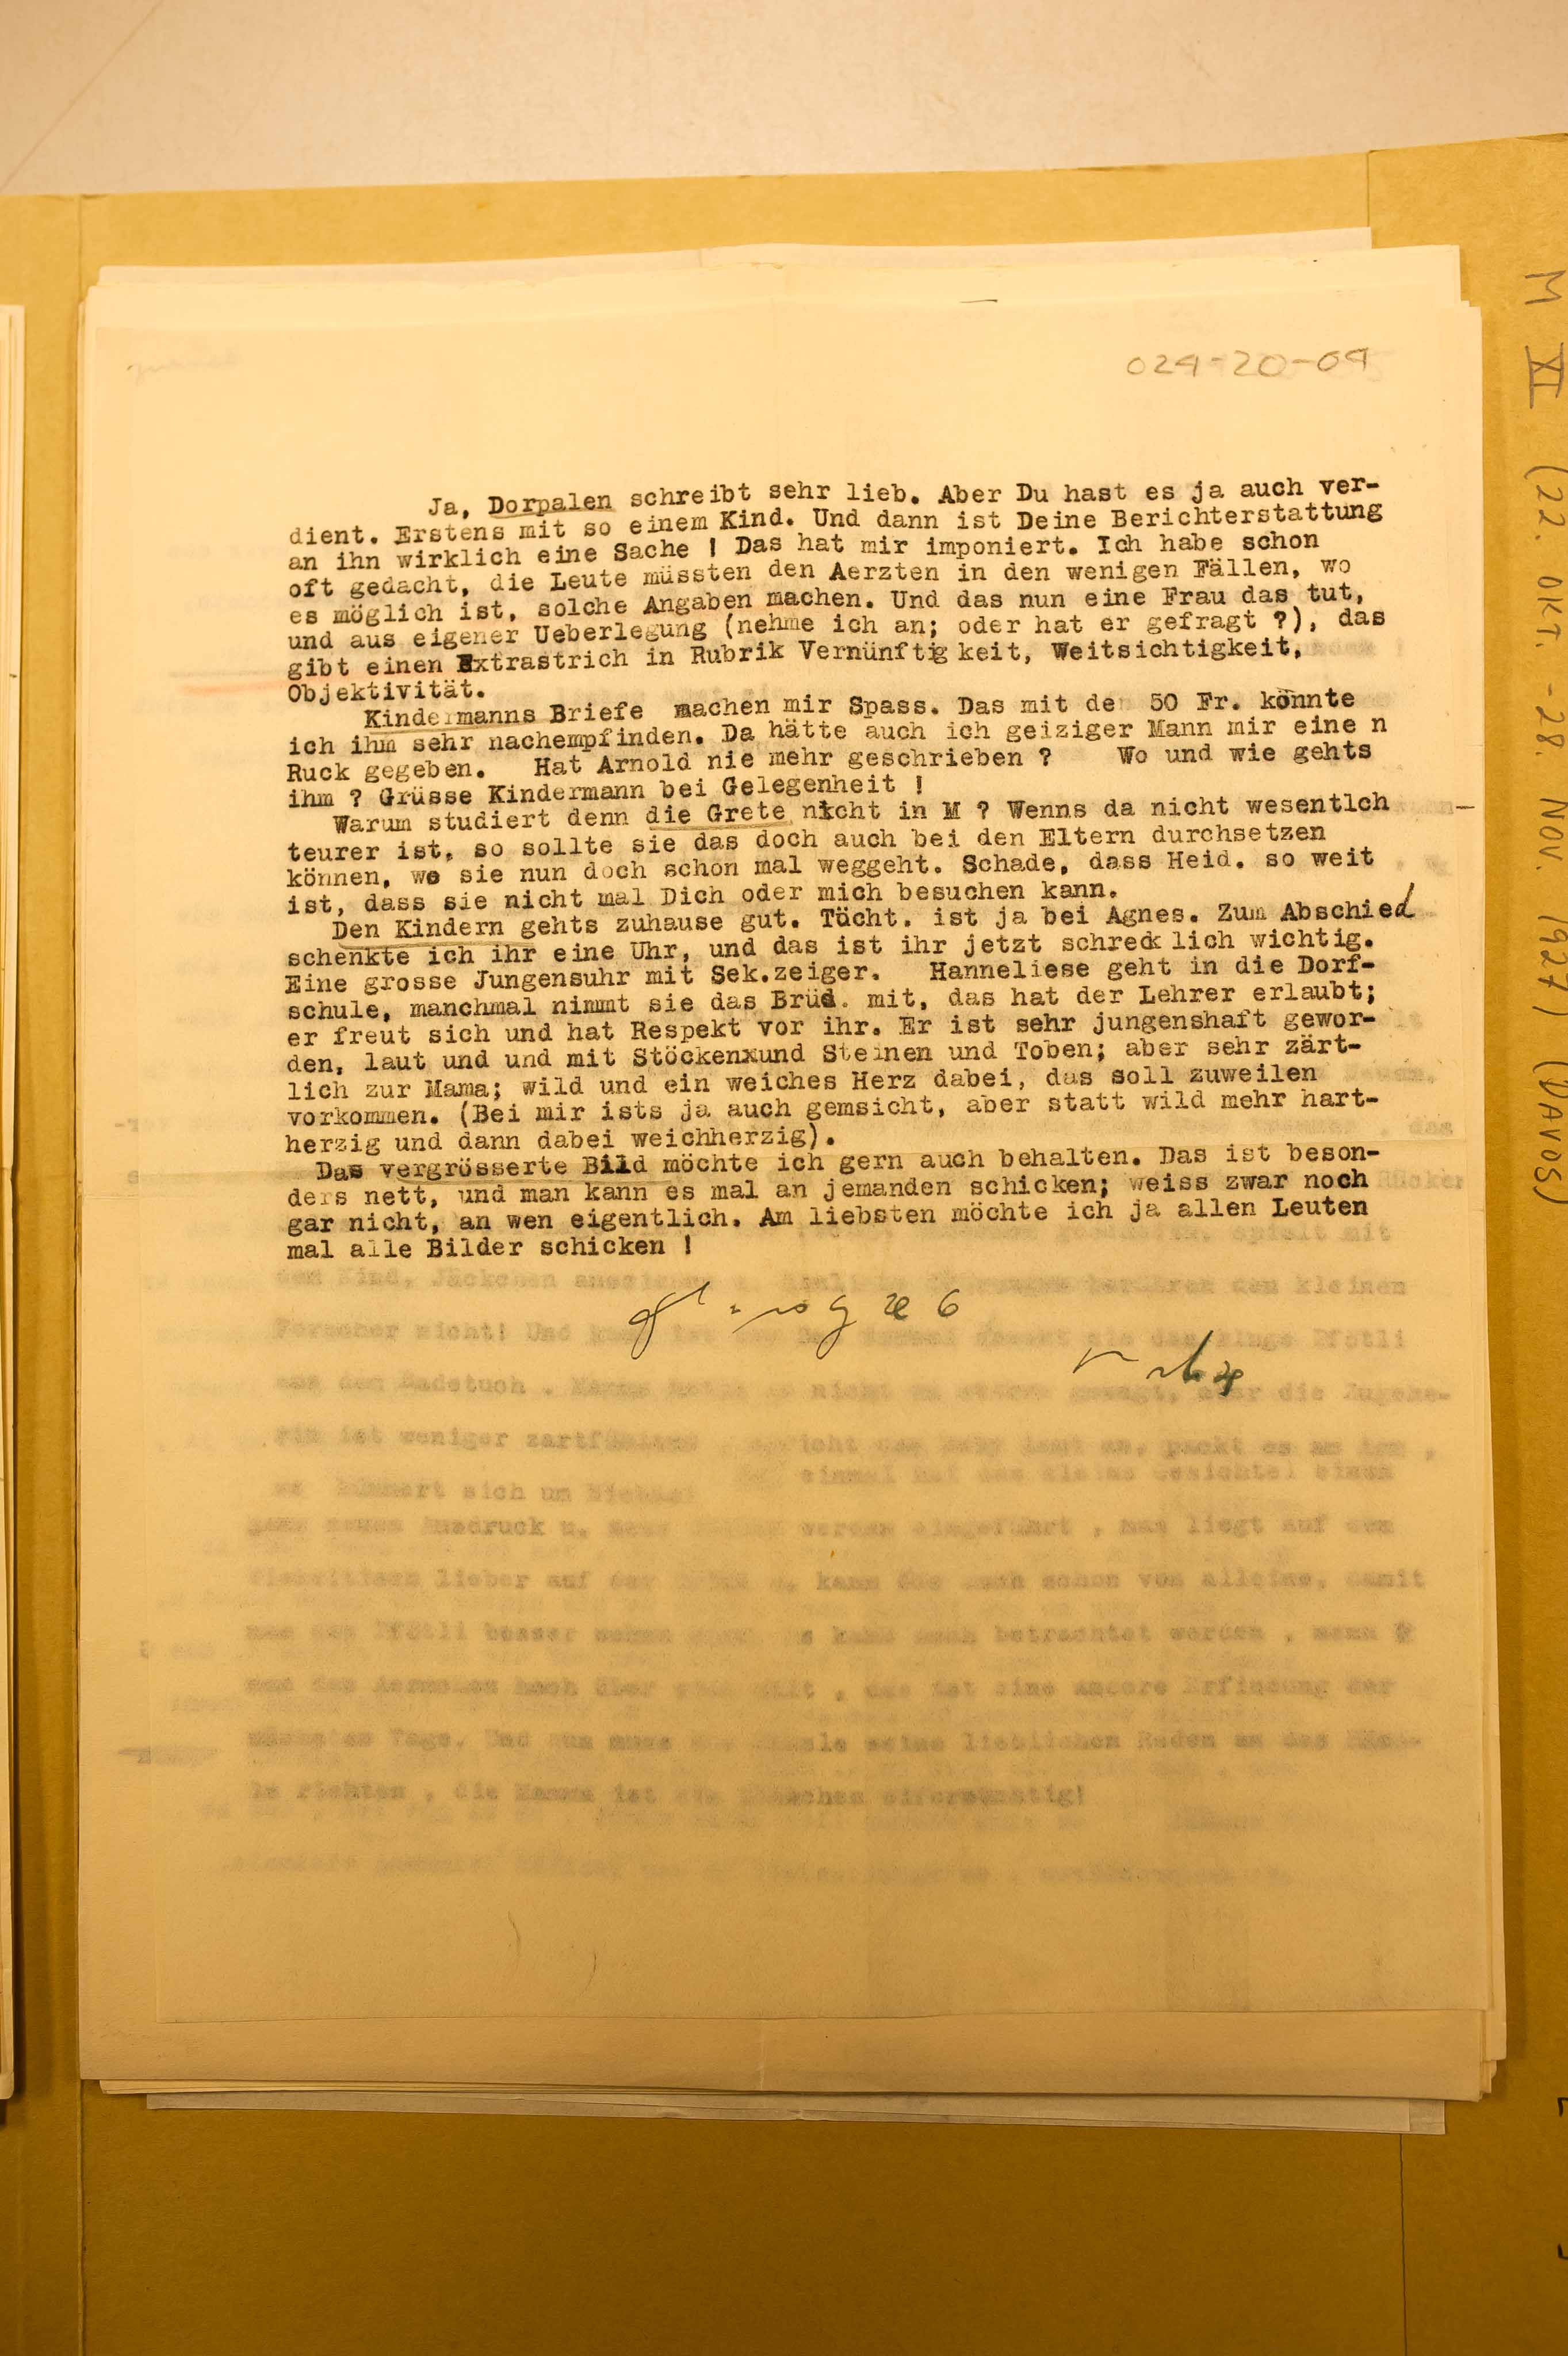 024-20-09
Ja, Dorpalen schreibt sehr lieb. Aber Du hast es ja auch ver-
dient. Erstens mit so einem Kind. Und dann ist Deine Berichterstattung
an ihn wirklich eine Sache ! Das hat mir imponiert. Ich habe schon
oft gedacht, die Leute müssten den Aerzten in den wenigen Fällen, wo
es möglich ist, solche Angaben machen. Und das nun eine Frau das tut,
und aus eigener Ueberlegung (nehme ich an; oder hat er gefragt ?), das
gibt einen Extrastrich in Rubrik Vernünftig keit, Weitsichtigkeit,
Objektivität.
Kindermanns Briefe machen mir Spass. Das mit den 50 Fr. könnte
ich ihm sehr nachempfinden. Da hätte auch ich geiziger Mann mir eine n
Ruck gegeben. Hat Arnold nie mehr geschrieben ? Wo und wie gehts
ihm ? Grüsse Kindermann bei Gelegenheit !
Warum studiert denn die Grete nicht in M ? Wenns da nicht wesentlch
teurer ist, so sollte sie das doch auch bei den Eltern durchsetzen
können, wo sie nun doch schon mal weggeht. Schade, dass Heid. so weit
ist, dass sie nicht mal Dich oder mich besuchen kann.
Den Kindern gehts zuhause gut. Töcht. ist ja bei Agnes. Zum Abschied
schenkte ich ihr eine Uhr, und das ist ihr jetzt schreck lich wichtig.
Eine grosse Jungensuhr mit Sek.zeiger. Hanneliese geht in die Dorf-
schule, manchmal nimmt sie das Brüd. mit, das hat der Lehrer erlaubt;
er freut sich und hat Respekt vor ihr. Er ist sehr jungenshaft gewor-
den, laut und und mit Stöckenxund Steinen und Toben; aber sehr zärt-
lich zur Mama; wild und ein weiches Herz dabei, das soll zuweilen
vorkommen. (Bei mir ists ja auch gemsicht, aber statt wild mehr hart-
herzig und dann dabei weichherzig).
Das vergrösserte Bild möchte ich gern auch behalten. Das ist beson-
ders nett, und man kann es mal an jemanden schicken; weiss zwar noch
gar nicht, an wen eigentlich. Am liebsten möchte ich ja allen Leuten
mal alle Bilder schicken !
M XI (22. OKT. - 28. NOV. 1927) (DAVOS)